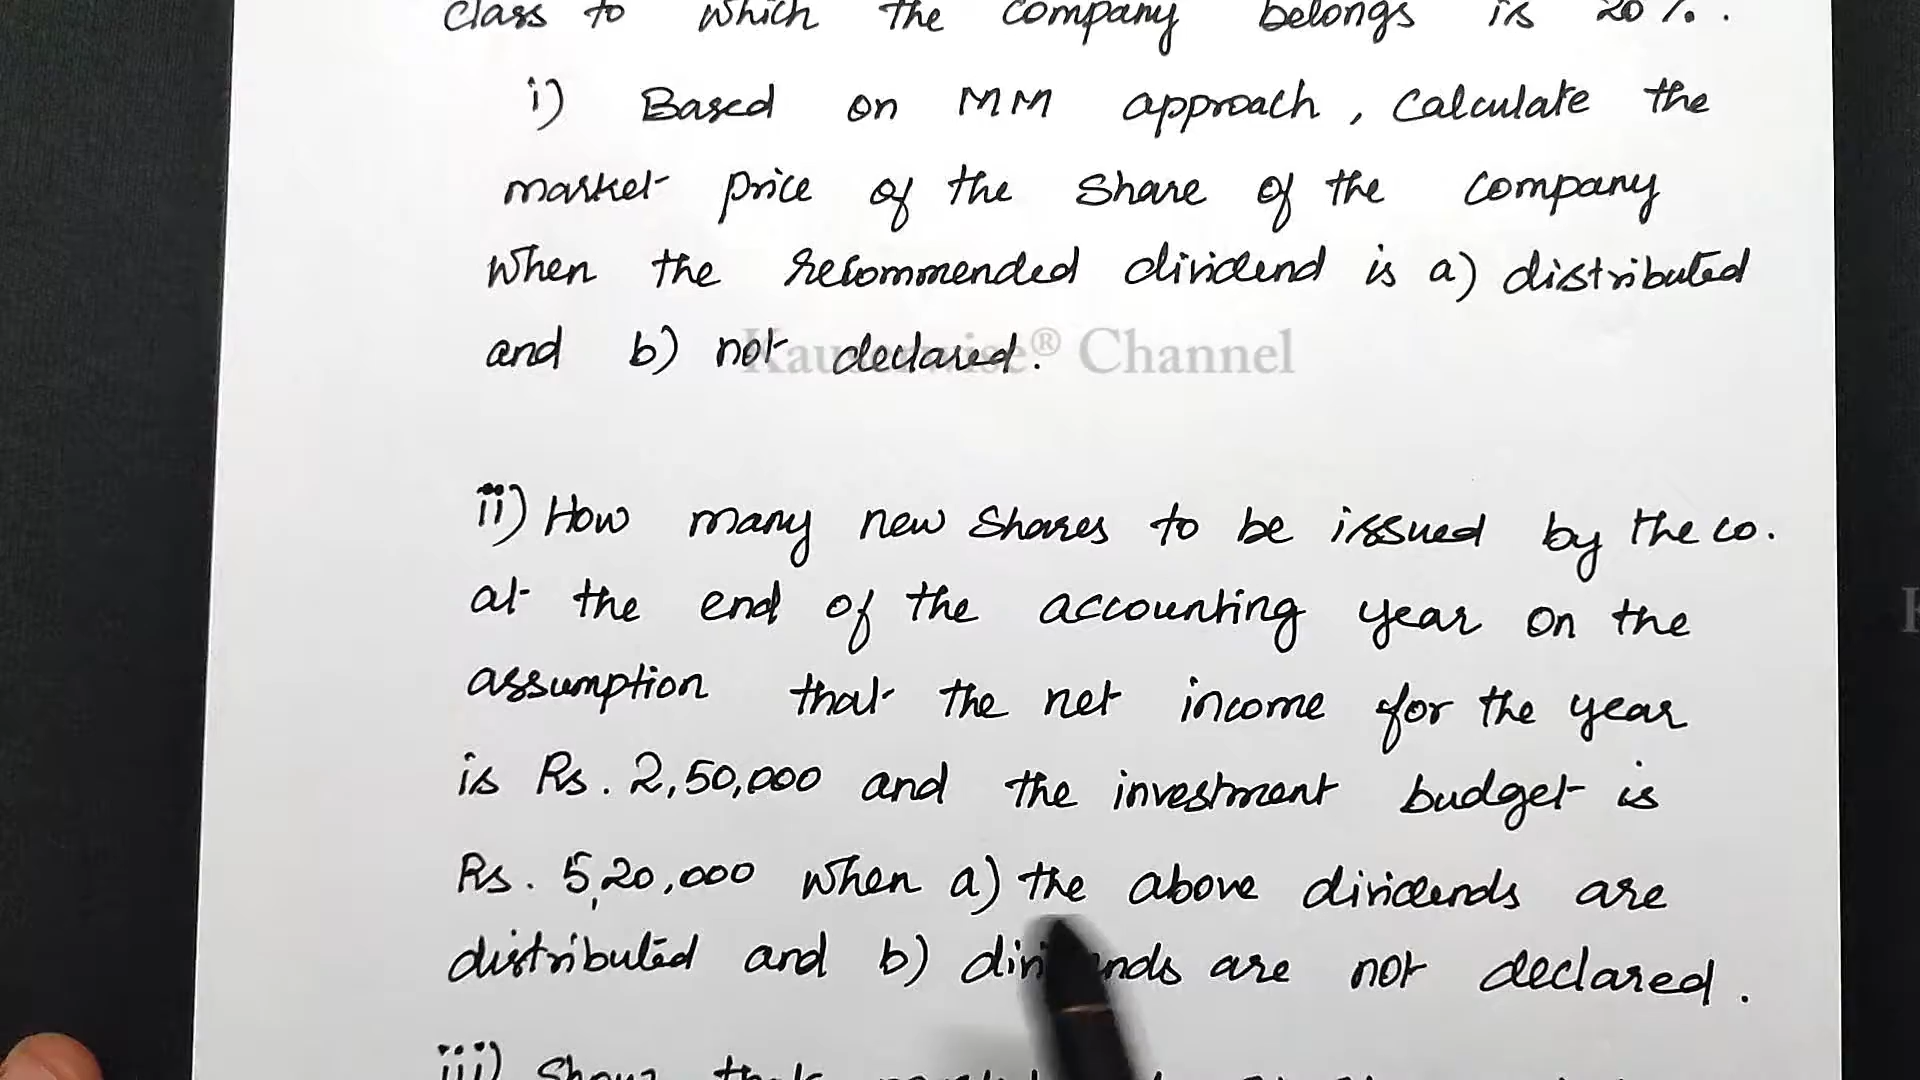 class to which the company belongs is 20%.
i) Based on MM approach, calculate the
market price of the share of the company
when the recommended dividend is a) distributed
and b) not declared.
Kauserwise® Channel
ii) How many new shares to be issued by the co.
at the end of the accounting year on the
assumption that the net income for the year
is Rs. 2,50,000 and the investment budget is
Rs. 5,20,000 when a) the above dividends are
distributed and b) dividends are not declared.
iii) Show that